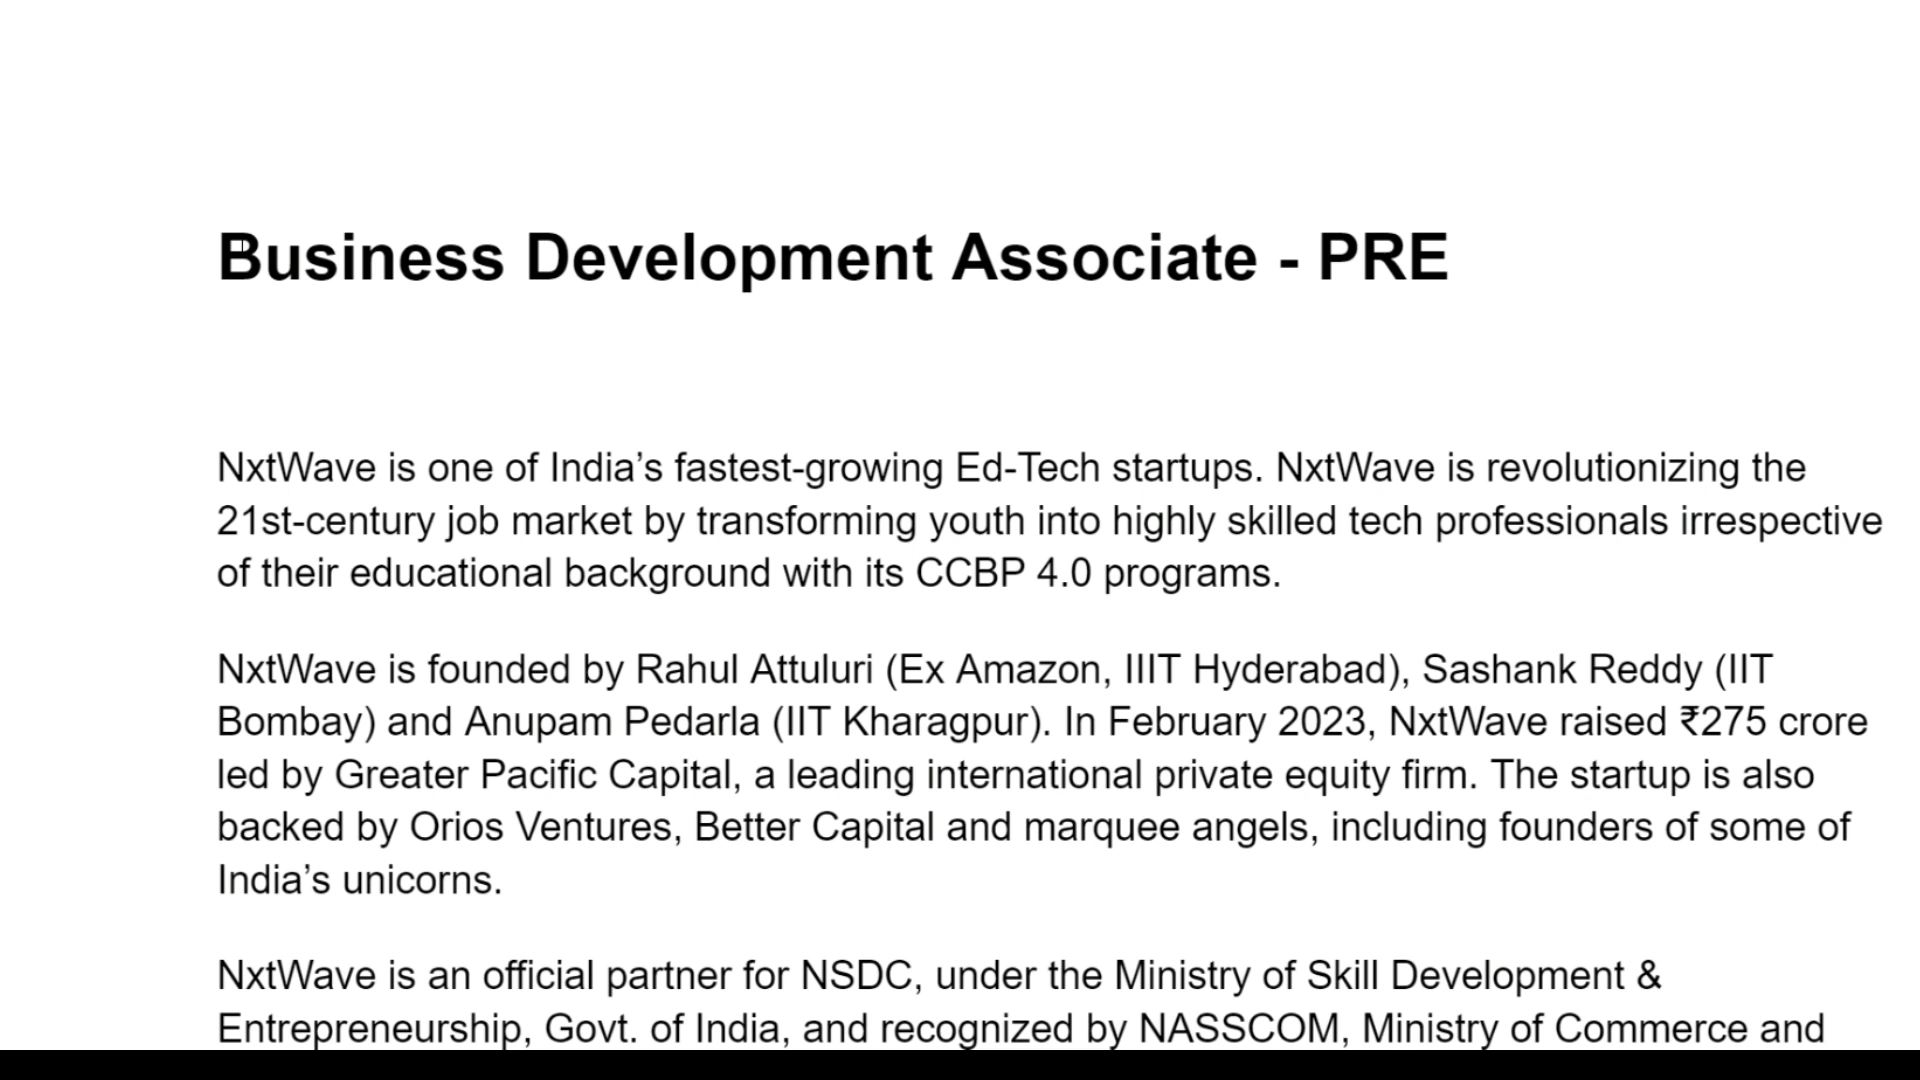 Business Development Associate - PRE
NxtWave is one of India’s fastest-growing Ed-Tech startups. NxtWave is revolutionizing the
21st-century job market by transforming youth into highly skilled tech professionals irrespective
of their educational background with its CCBP 4.0 programs.
NxtWave is founded by Rahul Attuluri (Ex Amazon, IIIT Hyderabad), Sashank Reddy (IIT
Bombay) and Anupam Pedarla (IIT Kharagpur). In February 2023, NxtWave raised ₹275 crore
led by Greater Pacific Capital, a leading international private equity firm. The startup is also
backed by Orios Ventures, Better Capital and marquee angels, including founders of some of
India’s unicorns.
NxtWave is an official partner for NSDC, under the Ministry of Skill Development &
Entrepreneurship, Govt. of India, and recognized by NASSCOM, Ministry of Commerce and